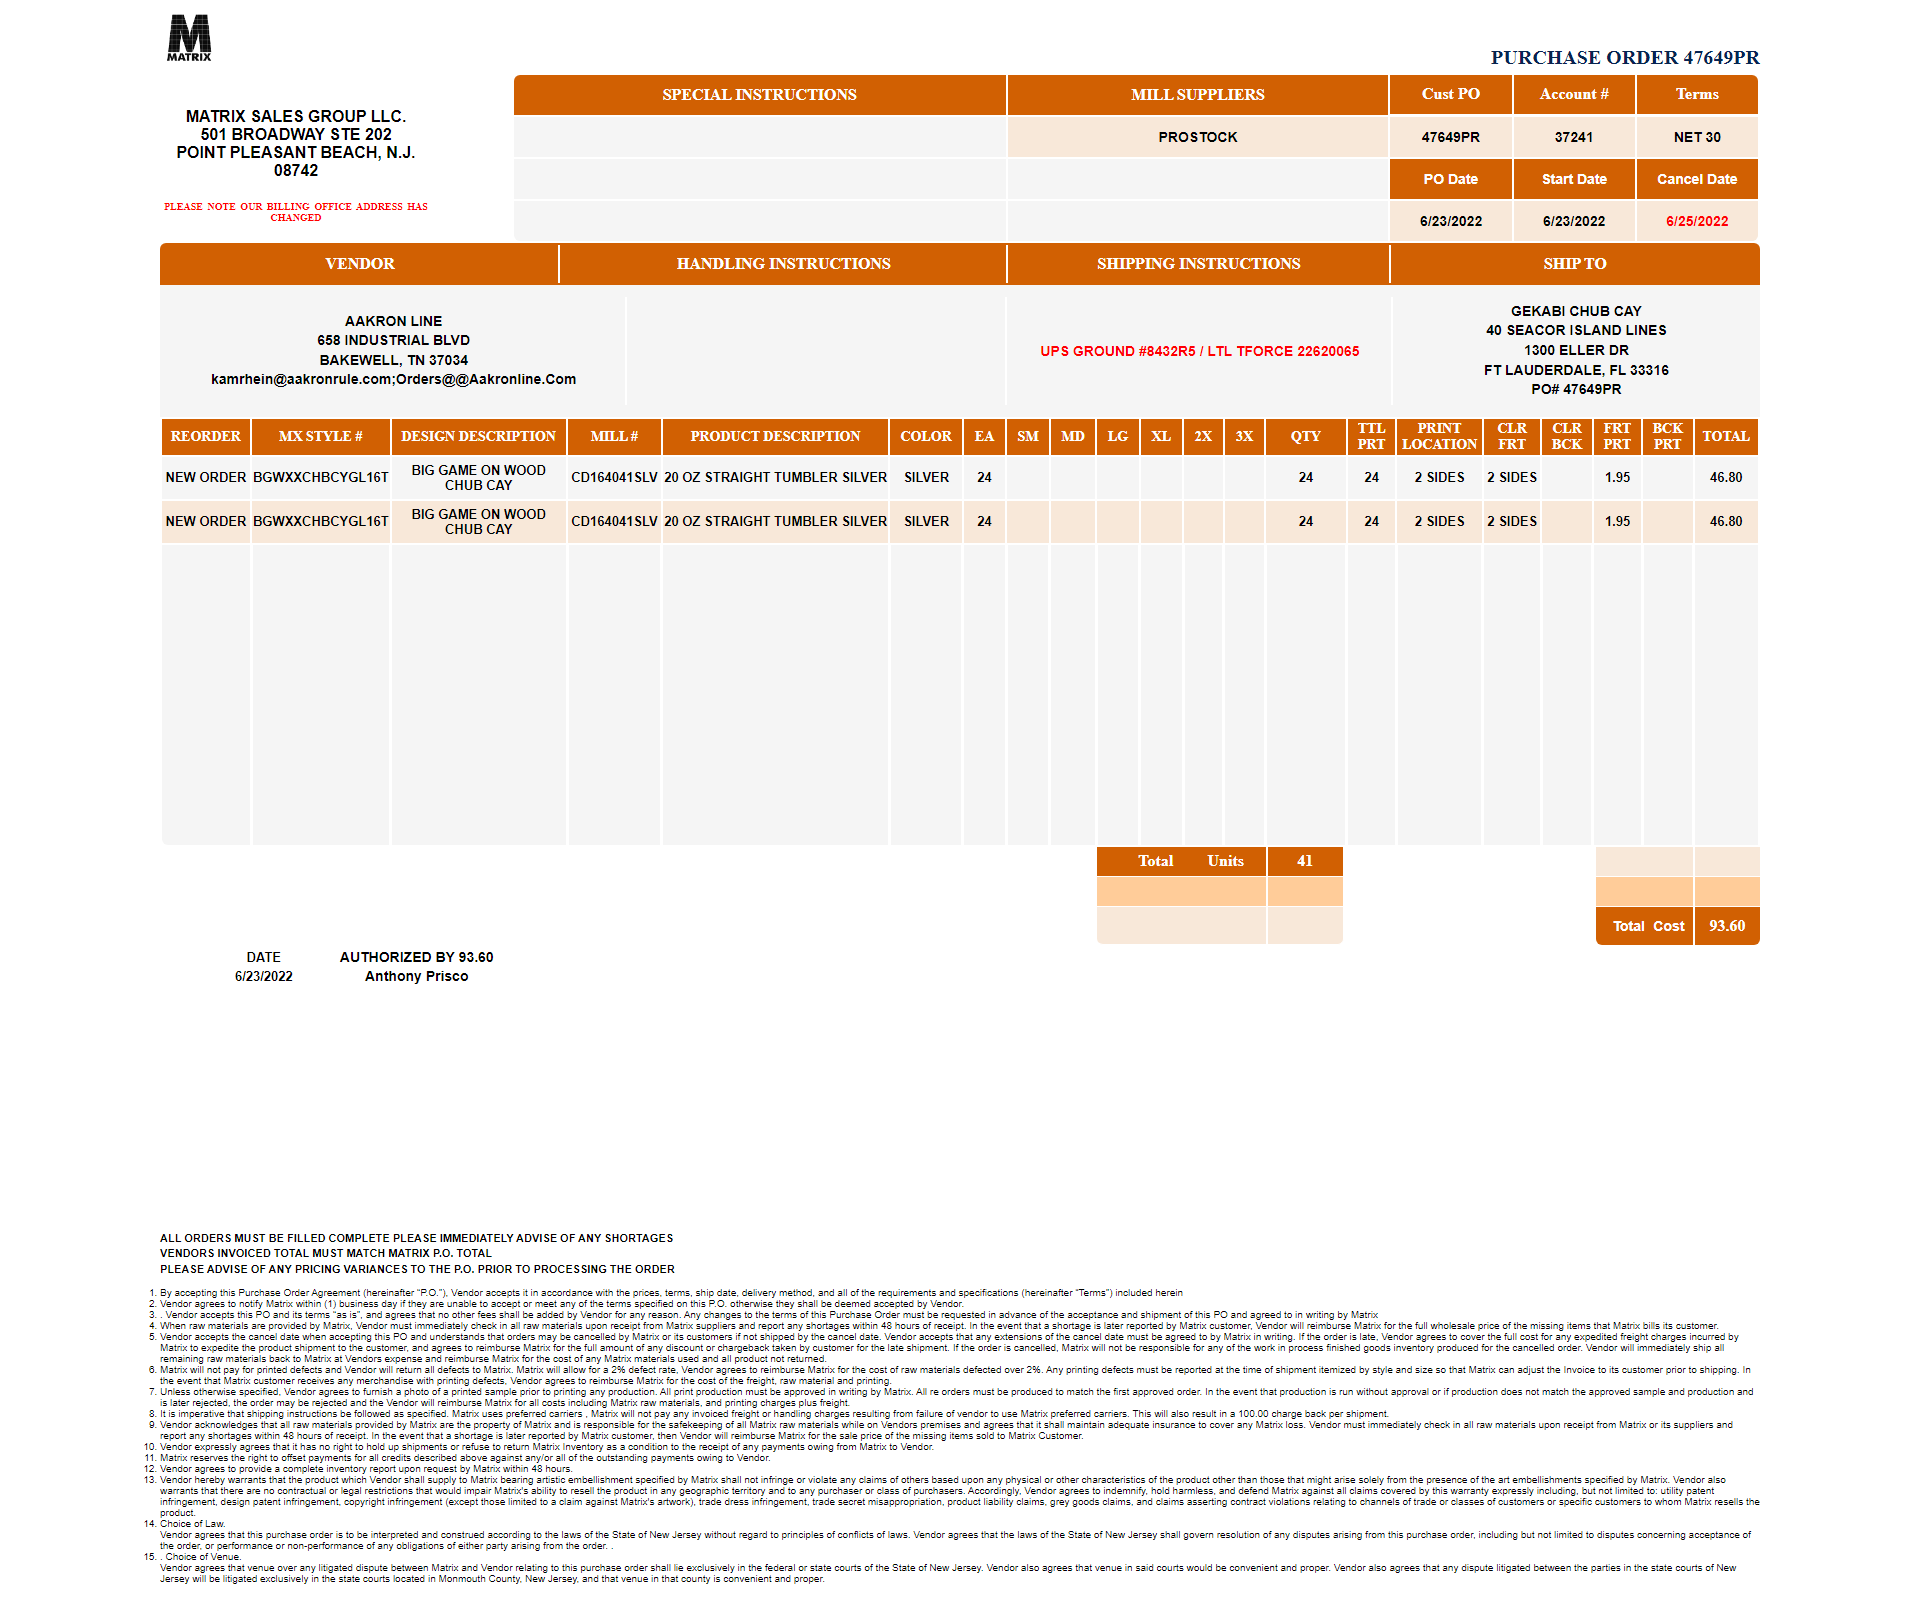 MATRIX
PURCHASE ORDER 47649PR
MATRIX SALES GROUP LLC.
501 BROADWAY STE 202
POINT PLEASANT BEACH, N.J.
08742
PLEASE NOTE OUR BILLING OFFICE ADDRESS HAS
CHANGED
SPECIAL INSTRUCTIONS MILL SUPPLIERS Cust PO Account # Terms
PROSTOCK 47649PR 37241 NET 30
PO Date Start Date Cancel Date
6/23/2022 6/23/2022 6/25/2022
VENDOR HANDLING INSTRUCTIONS SHIPPING INSTRUCTIONS SHIP TO
AAKRON LINE
658 INDUSTRIAL BLVD
BAKEWELL, TN 37034
kamrhein@aakronrule.com;Orders@@Aakronline.Com
UPS GROUND #8432R5 / LTL TFORCE 22620065
GEKABI CHUB CAY
40 SEACOR ISLAND LINES
1300 ELLER DR
FT LAUDERDALE, FL 33316
PO# 47649PR
REORDER MX STYLE # DESIGN DESCRIPTION MILL # PRODUCT DESCRIPTION COLOR EA SM MD LG XL 2X 3X QTY TTL PRT PRINT LOCATION CLR FRT CLR BCK FRT PRT BCK PRT TOTAL
NEW ORDER BGWXXCHBCYGL16T BIG GAME ON WOOD CHUB CAY CD164041SLV 20 OZ STRAIGHT TUMBLER SILVER SILVER 24 24 24 2 SIDES 2 SIDES 1.95 46.80
NEW ORDER BGWXXCHBCYGL16T BIG GAME ON WOOD CHUB CAY CD164041SLV 20 OZ STRAIGHT TUMBLER SILVER SILVER 24 24 24 2 SIDES 2 SIDES 1.95 46.80
Total Units 41
Total Cost 93.60
DATE AUTHORIZED BY 93.60
6/23/2022 Anthony Prisco
ALL ORDERS MUST BE FILLED COMPLETE PLEASE IMMEDIATELY ADVISE OF ANY SHORTAGES
VENDORS INVOICED TOTAL MUST MATCH MATRIX P.O. TOTAL
PLEASE ADVISE OF ANY PRICING VARIANCES TO THE P.O. PRIOR TO PROCESSING THE ORDER
1. By accepting this Purchase Order Agreement (hereinafter “P.O.”), Vendor accepts it in accordance with the prices, terms, ship date, delivery method, and all of the requirements and specifications (hereinafter “Terms”) included herein
2. Vendor agrees to notify Matrix within (1) business day if they are unable to accept or meet any of the terms specified on this P.O. otherwise they shall be deemed accepted by Vendor.
3. . Vendor accepts this PO and its terms “as is”, and agrees that no other fees shall be added by Vendor for any reason. Any changes to the terms of this Purchase Order must be requested in advance of the acceptance and shipment of this PO and agreed to in writing by Matrix
4. When raw materials are provided by Matrix, Vendor must immediately check in all raw materials upon receipt from Matrix suppliers and report any shortages within 48 hours of receipt. In the event that a shortage is later reported by Matrix customer, Vendor will reimburse Matrix for the full wholesale price of the missing items that Matrix bills its customer.
5. Vendor accepts the cancel date when accepting this PO and understands that orders may be cancelled by Matrix or its customers if not shipped by the cancel date. Vendor accepts that any extensions of the cancel date must be agreed to by Matrix in writing. If the order is late, Vendor agrees to cover the full cost for any expedited freight charges incurred by
Matrix to expedite the product shipment to the customer, and agrees to reimburse Matrix for the full amount of any discount or chargeback taken by customer for the late shipment. If the order is cancelled, Matrix will not be responsible for any of the work in process finished goods inventory produced for the cancelled order. Vendor will immediately ship all
remaining raw materials back to Matrix at Vendors expense and reimburse Matrix for the cost of any Matrix materials used and all product not returned.
6. Matrix will not pay for printed defects and Vendor will return all defects to Matrix. Matrix will allow for a 2% defect rate, Vendor agrees to reimburse Matrix for the cost of raw materials defected over 2%. Any printing defects must be reported at the time of shipment itemized by style and size so that Matrix can adjust the Invoice to its customer prior to shipping. In
the event that Matrix customer receives any merchandise with printing defects, Vendor agrees to reimburse Matrix for the cost of the freight, raw material and printing.
7. Unless otherwise specified, Vendor agrees to furnish a photo of a printed sample prior to printing any production. All print production must be approved in writing by Matrix. All re orders must be produced to match the first approved order. In the event that production is run without approval or if production does not match the approved sample and production and
is later rejected, the order may be rejected and the Vendor will reimburse Matrix for all costs including Matrix raw materials, and printing charges plus freight.
8. It is imperative that shipping instructions be followed as specified. Matrix uses preferred carriers , Matrix will not pay any invoiced freight or handling charges resulting from failure of vendor to use Matrix preferred carriers. This will also result in a 100.00 charge back per shipment.
9. Vendor acknowledges that all raw materials provided by Matrix are the property of Matrix and is responsible for the safekeeping of all Matrix raw materials while on Vendors premises and agrees that it shall maintain adequate insurance to cover any Matrix loss. Vendor must immediately check in all raw materials upon receipt from Matrix or its suppliers and
report any shortages within 48 hours of receipt. In the event that a shortage is later reported by Matrix customer, then Vendor will reimburse Matrix for the sale price of the missing items sold to Matrix Customer.
10. Vendor expressly agrees that it has no right to hold up shipments or refuse to return Matrix Inventory as a condition to the receipt of any payments owing from Matrix to Vendor.
11. Matrix reserves the right to offset payments for all credits described above against any/or all of the outstanding payments owing to Vendor.
12. Vendor agrees to provide a complete inventory report upon request by Matrix within 48 hours.
13. Vendor hereby warrants that the product which Vendor shall supply to Matrix bearing artistic embellishment specified by Matrix shall not infringe or violate any claims of others based upon any physical or other characteristics of the product other than those that might arise solely from the presence of the art embellishments specified by Matrix. Vendor also
warrants that there are no contractual or legal restrictions that would impair Matrix's ability to resell the product in any geographic territory and to any purchaser or class of purchasers. Accordingly, Vendor agrees to indemnify, hold harmless, and defend Matrix against all claims covered by this warranty expressly including, but not limited to: utility patent
infringement, design patent infringement, copyright infringement (except those limited to a claim against Matrix's artwork), trade dress infringement, trade secret misappropriation, product liability claims, grey goods claims, and claims asserting contract violations relating to channels of trade or classes of customers or specific customers to whom Matrix resells the
product.
14. Choice of Law.
Vendor agrees that this purchase order is to be interpreted and construed according to the laws of the State of New Jersey without regard to principles of conflicts of laws. Vendor agrees that the laws of the State of New Jersey shall govern resolution of any disputes arising from this purchase order, including but not limited to disputes concerning acceptance of
the order, or performance or non-performance of any obligations of either party arising from the order. .
15. . Choice of Venue.
Vendor agrees that venue over any litigated dispute between Matrix and Vendor relating to this purchase order shall lie exclusively in the federal or state courts of the State of New Jersey. Vendor also agrees that venue in said courts would be convenient and proper. Vendor also agrees that any dispute litigated between the parties in the state courts of New
Jersey will be litigated exclusively in the state courts located in Monmouth County, New Jersey, and that venue in that county is convenient and proper.